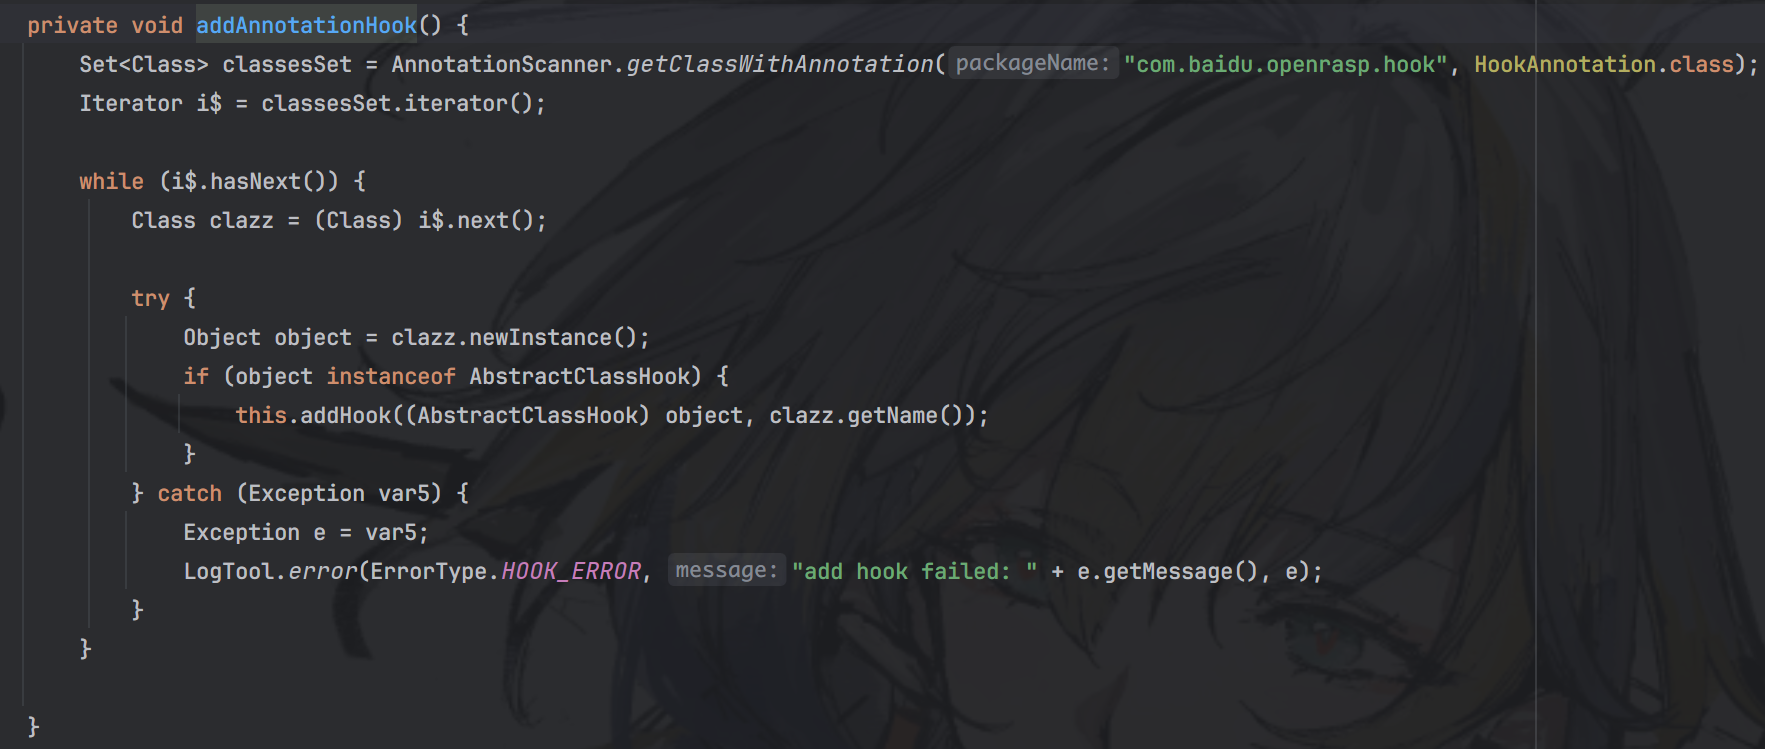 private void addAnnotationHook() {
Set<Class> classesSet = AnnotationScanner.getClassWithAnnotation( packageName: "com.baidu.openrasp.hook", HookAnnotation.class);
Iterator i$ = classesSet.iterator();
while (i$.hasNext()) {
Class clazz = (Class) i$.next();
try {
Object object = clazz.newInstance();
if (object instanceof AbstractClassHook) {
this.addHook((AbstractClassHook) object, clazz.getName());
}
} catch (Exception var5) {
Exception e = var5;
LogTool.error(ErrorType.HOOK_ERROR, message: "add hook failed: " + e.getMessage(), e);
}
}
}